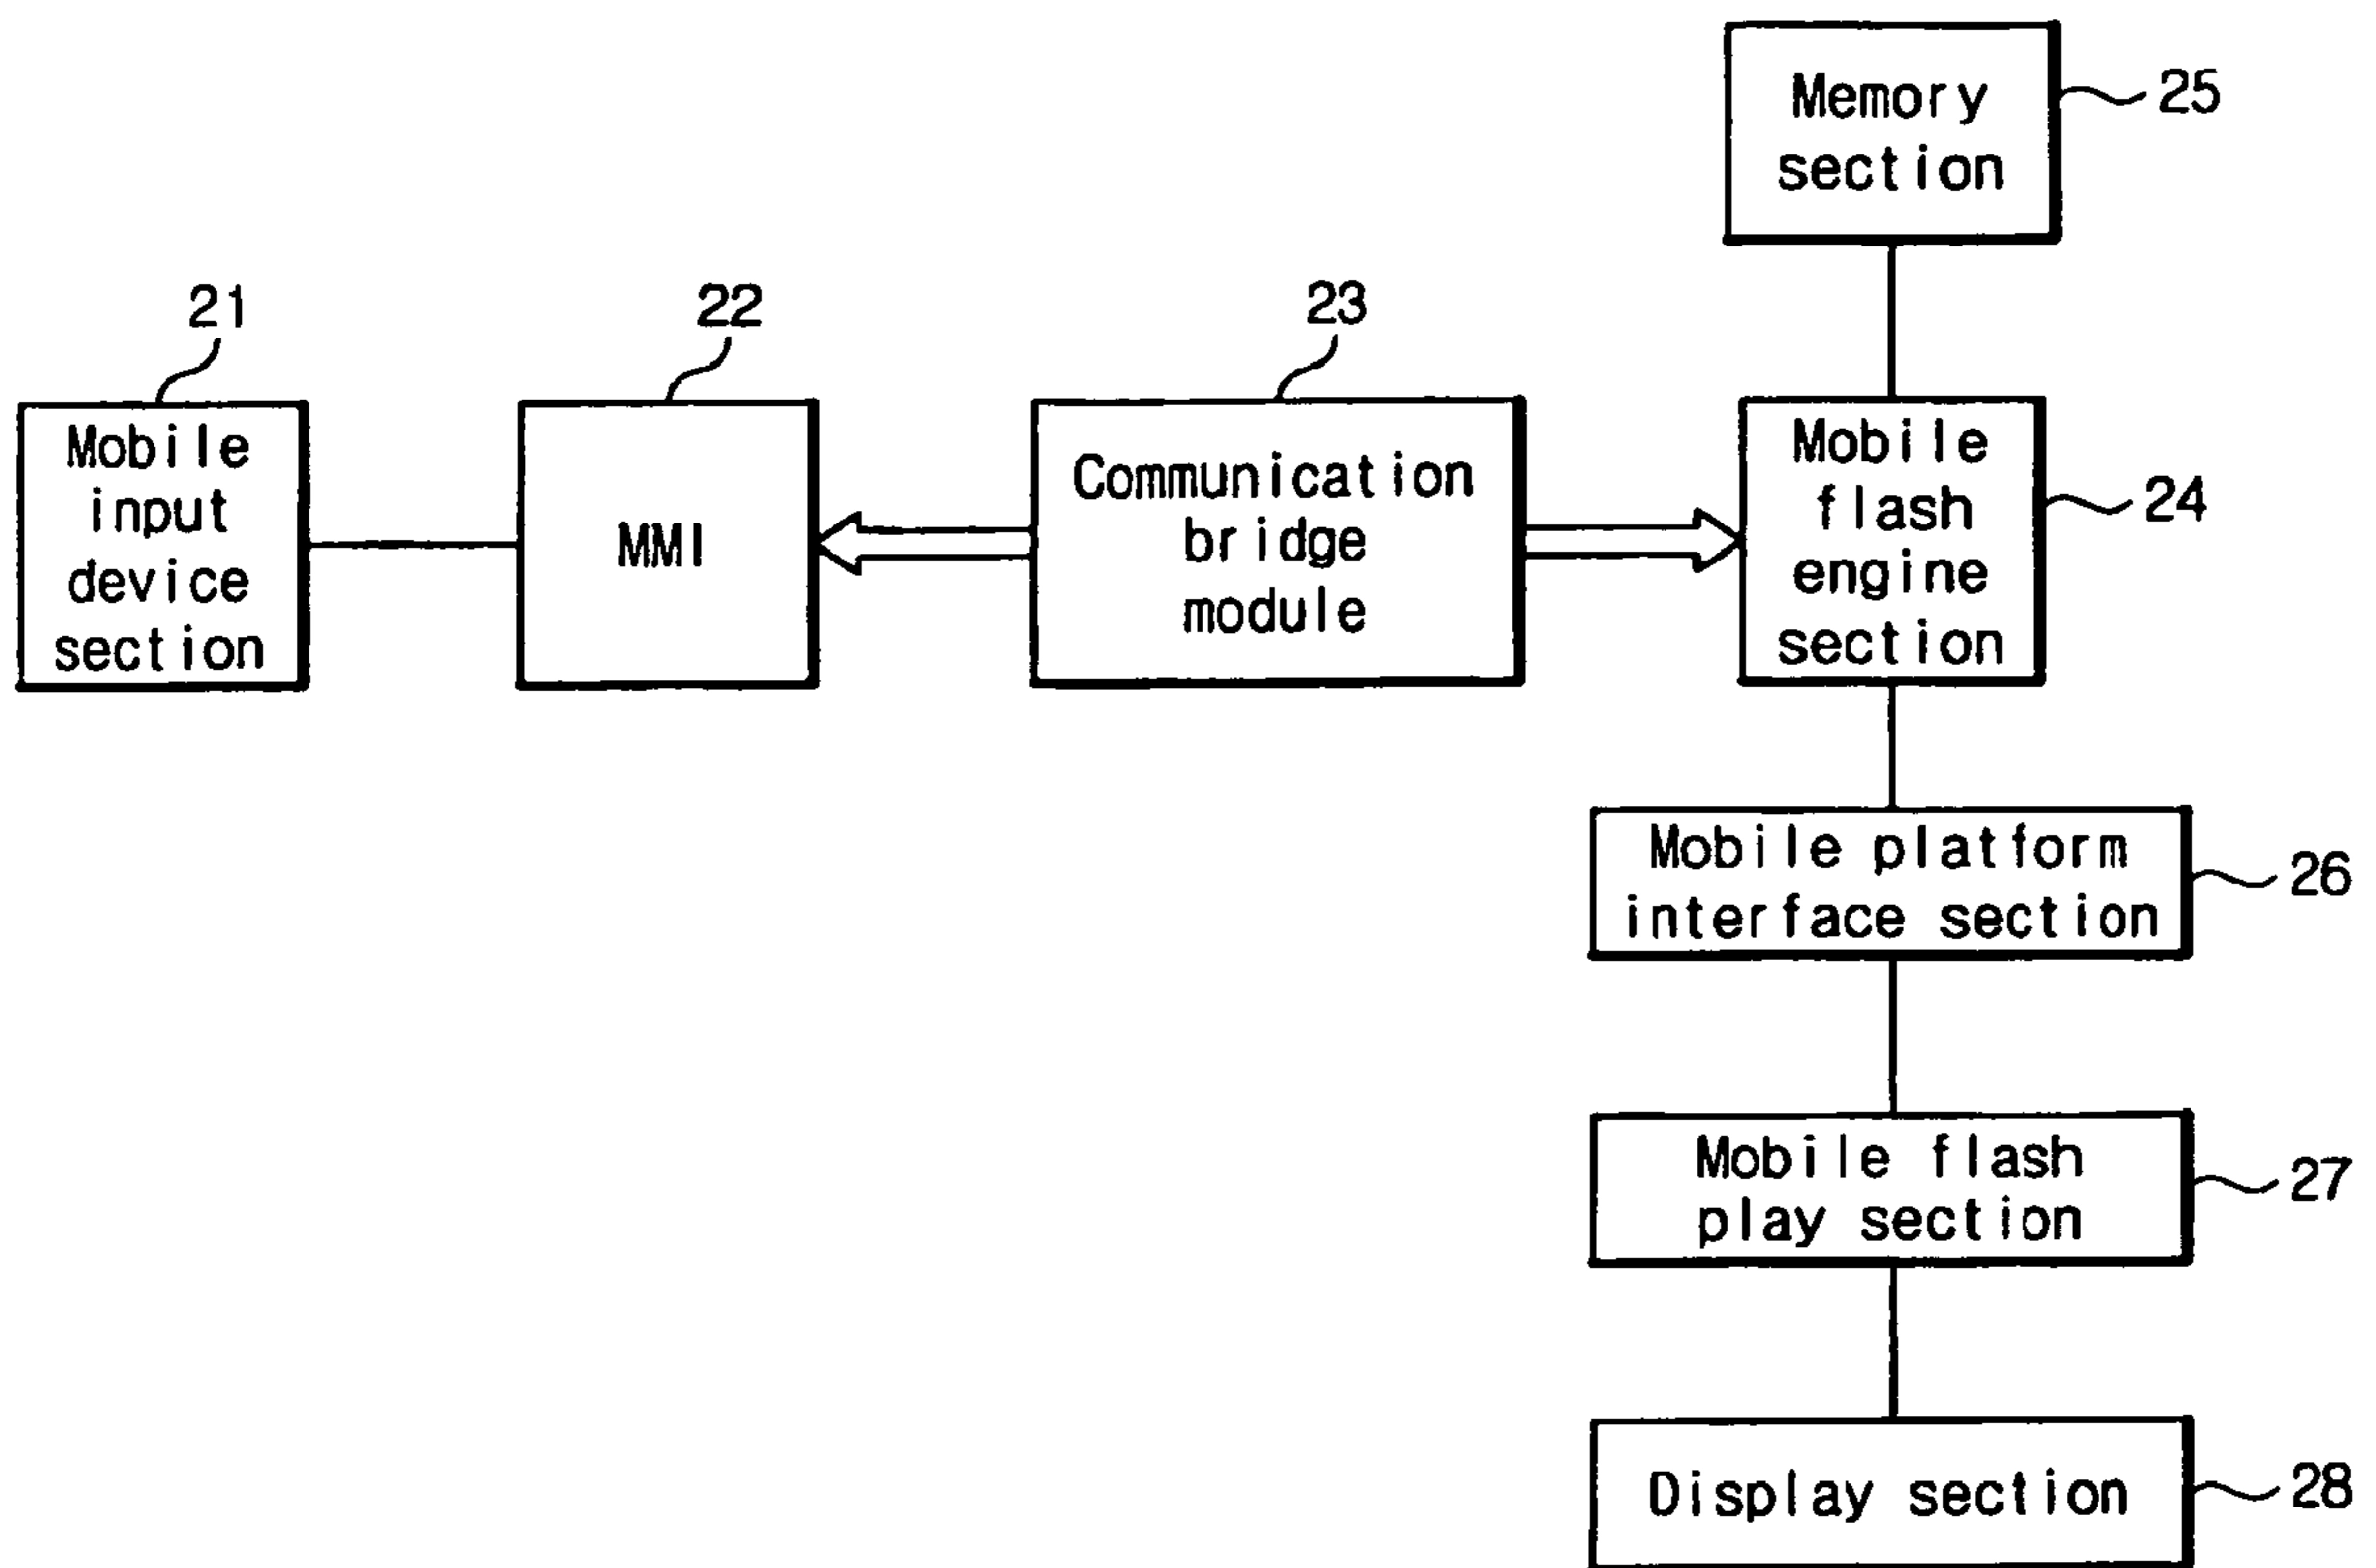 Memory
section
25
21
22
23
Mobile
input
device
section
MMI
Communication
bridge
module
Mobile
flash
engine
section
24
Mobile platform
interface section
26
Mobile flash
play section
27
Display section
28